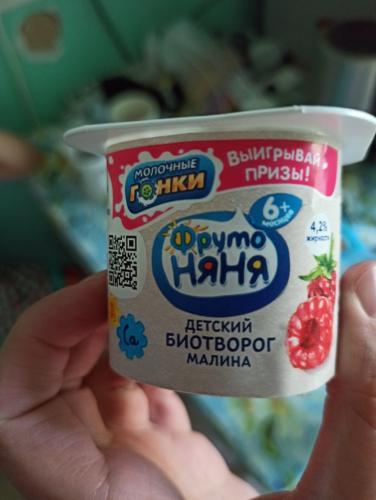 МОЛОЧНЫЕ
ГОНКИ
ВЫИГРЫВАЙ
ПРИЗЫ!
6+
месяцев
4,2%
жирность
Фруто
НЯНЯ
ДЕТСКИЙ
БИОТВОРОГ
МАЛИНА
Ca